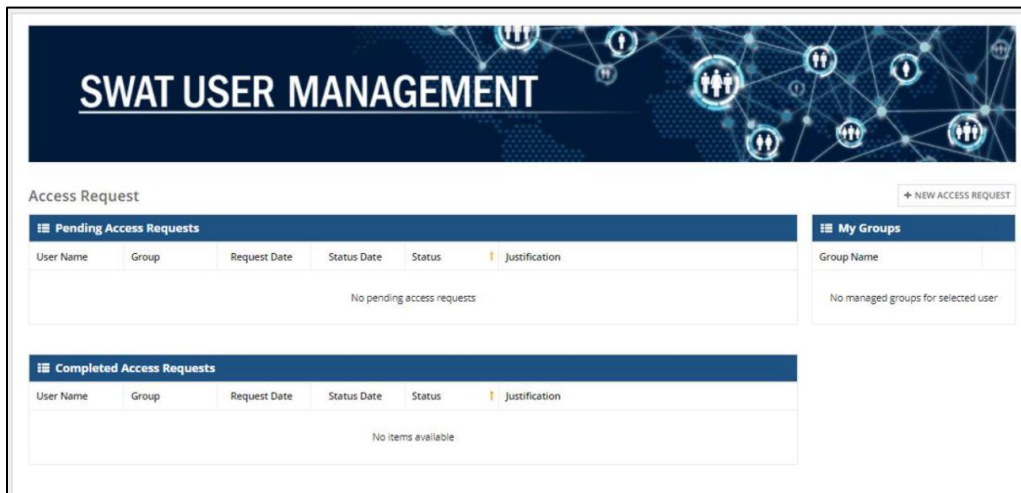 SWAT USER MANAGEMENT
Access Request
+ NEW ACCESS REQUEST
Pending Access Requests
User Name Group Request Date Status Date Status Justification
No pending access requests
My Groups
Group Name
No managed groups for selected user
Completed Access Requests
User Name Group Request Date Status Date Status Justification
No items available